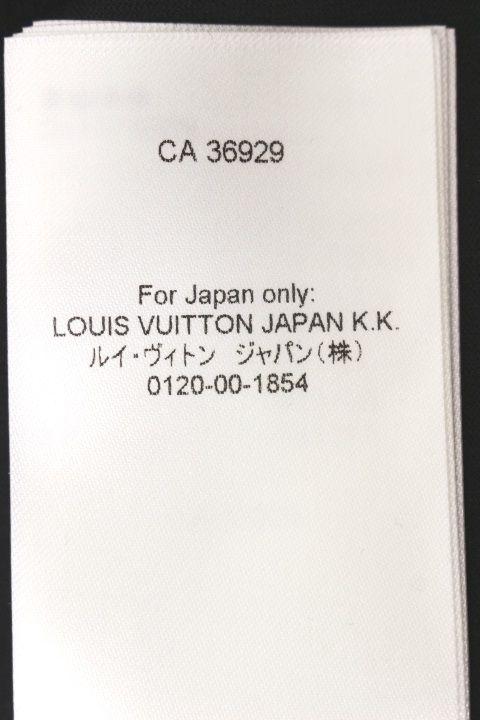 CA 36929
For Japan only:
LOUIS VUITTON JAPAN K.K.
ルイ・ヴィトン　ジャパン(株)
0120-00-1854